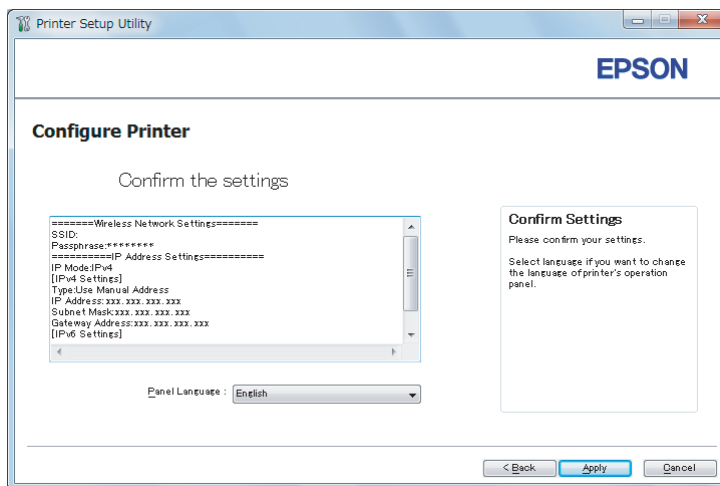 Printer Setup Utility
EPSON
Configure Printer
Confirm the settings
=======Wireless Network Settings=======
SSID:
Passphrase:********
==========IP Address Settings==========
IP Mode:IPv4
[IPv4 Settings]
Type:Use Manual Address
IP Address:xxx.xxx.xxx.xxx
Subnet Mask:xxx.xxx.xxx.xxx
Gateway Address:xxx.xxx.xxx.xxx
[IPv6 Settings]
Panel Language : English
Confirm Settings
Please confirm your settings.
Select language if you want to change
the language of printer's operation
panel.
< Back
Apply
Cancel